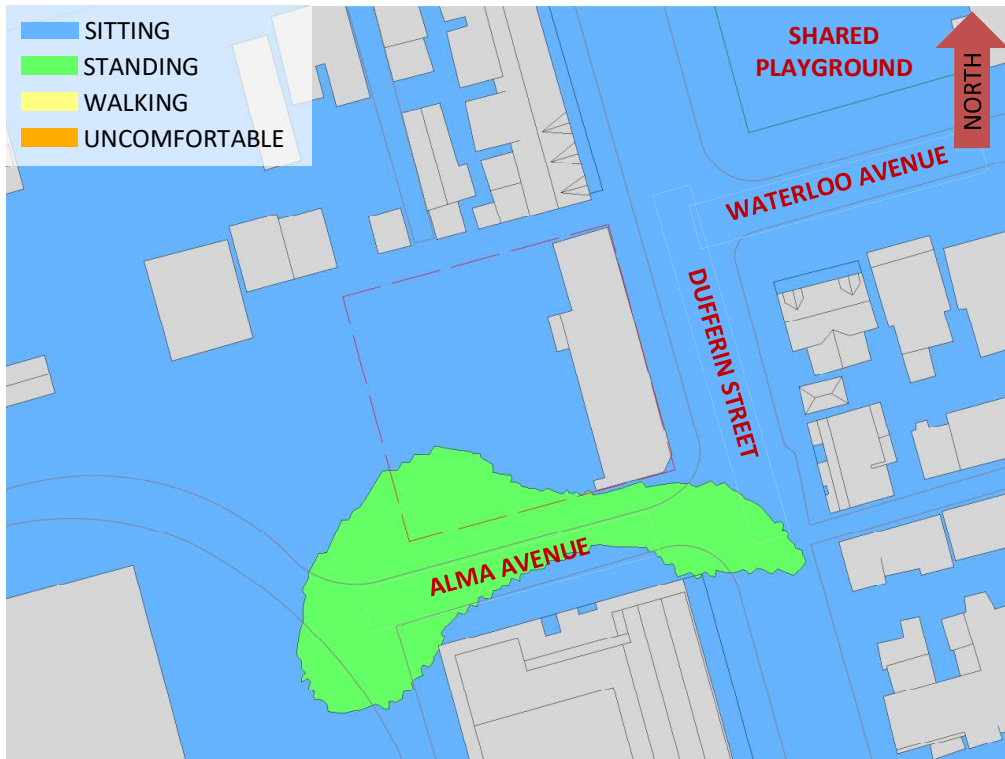 SITTING
STANDING
WALKING
UNCOMFORTABLE
SHARED
PLAYGROUND
NORTH
WATERLOO AVENUE
DUFFERIN STREET
ALMA AVENUE